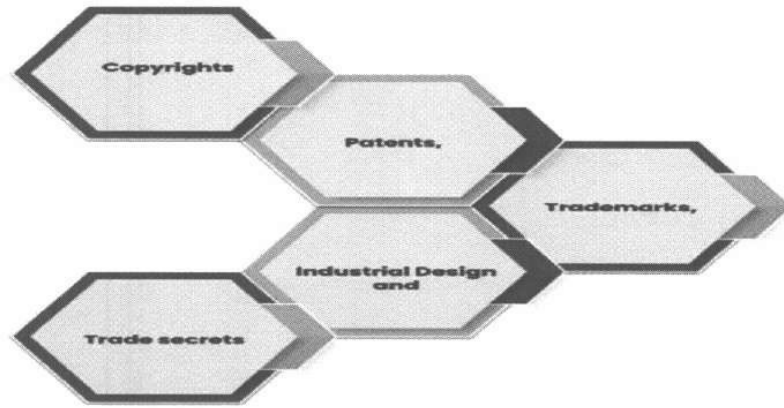 Copyrights
Patents,
Trademarks,
Industrial Design
and
Trade secrets